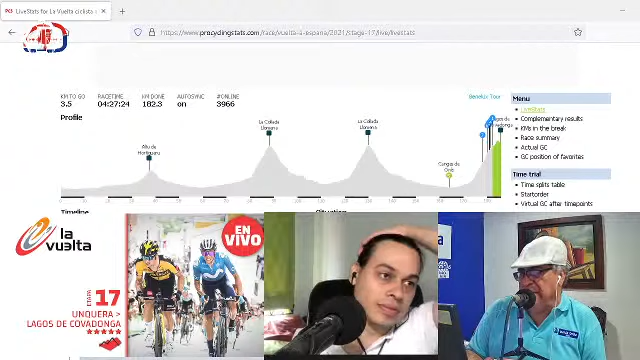 PCS LiveStats for La Vuelta ciclista
https://www.procyclingstats.com/race/vuelta-a-espana/2021/stage-17/live/livestats
KM TO GO RACETIME KM DONE AUTOSYNC #ONLINE
3.5 04:27:24 182.3 on 3966
Profile
Alto de
Hortiguero
La Collada
Llomena
La Collada
Llomena
Cangas de
Onís
Covadonga
Timeline
Situation
Menu
LiveStats
Complementary results
KMs in the break
Race summary
Actual GC
GC position of favorites
Time trial
Time splits table
Startorder
Virtual GC after timepoints
la
vuelta
EN
VIVO
ETAPA 17
UNQUERA >
LAGOS DE COVADONGA